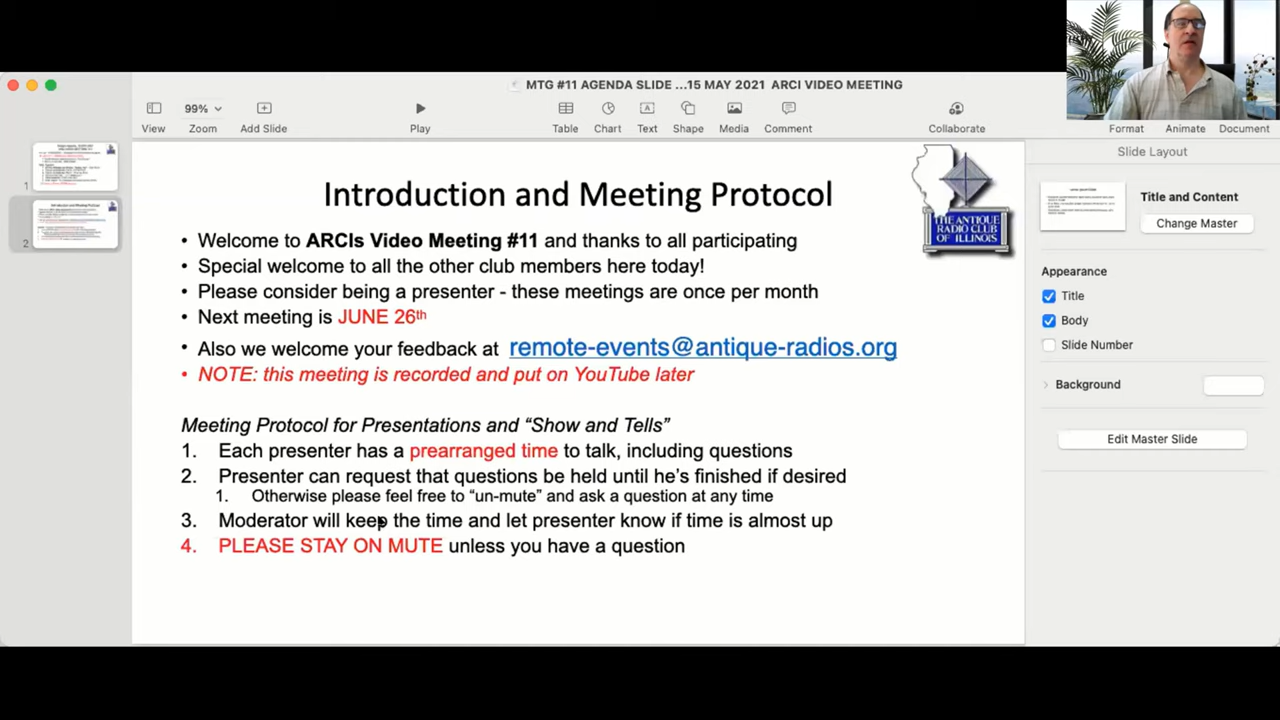 MTG #11 AGENDA SLIDE ...15 MAY 2021 ARCI VIDEO MEETING
99%
View
Zoom
Add Slide
Play
Table
Chart
Text
Shape
Media
Comment
Collaborate
Format
Animate
Document
1
2
Introduction and Meeting Protocol
THE ANTIQUE
RADIO CLUB
OF ILLINOIS
• Welcome to ARCIs Video Meeting #11 and thanks to all participating
• Special welcome to all the other club members here today!
• Please consider being a presenter - these meetings are once per month
• Next meeting is JUNE 26th
• Also we welcome your feedback at remote-events@antique-radios.org
• NOTE: this meeting is recorded and put on YouTube later
Meeting Protocol for Presentations and “Show and Tells”
1. Each presenter has a prearranged time to talk, including questions
2. Presenter can request that questions be held until he’s finished if desired
1. Otherwise please feel free to “un-mute” and ask a question at any time
3. Moderator will keep the time and let presenter know if time is almost up
4. PLEASE STAY ON MUTE unless you have a question
Slide Layout
Title and Content
Change Master
Appearance
Title
Body
Slide Number
Background
Edit Master Slide